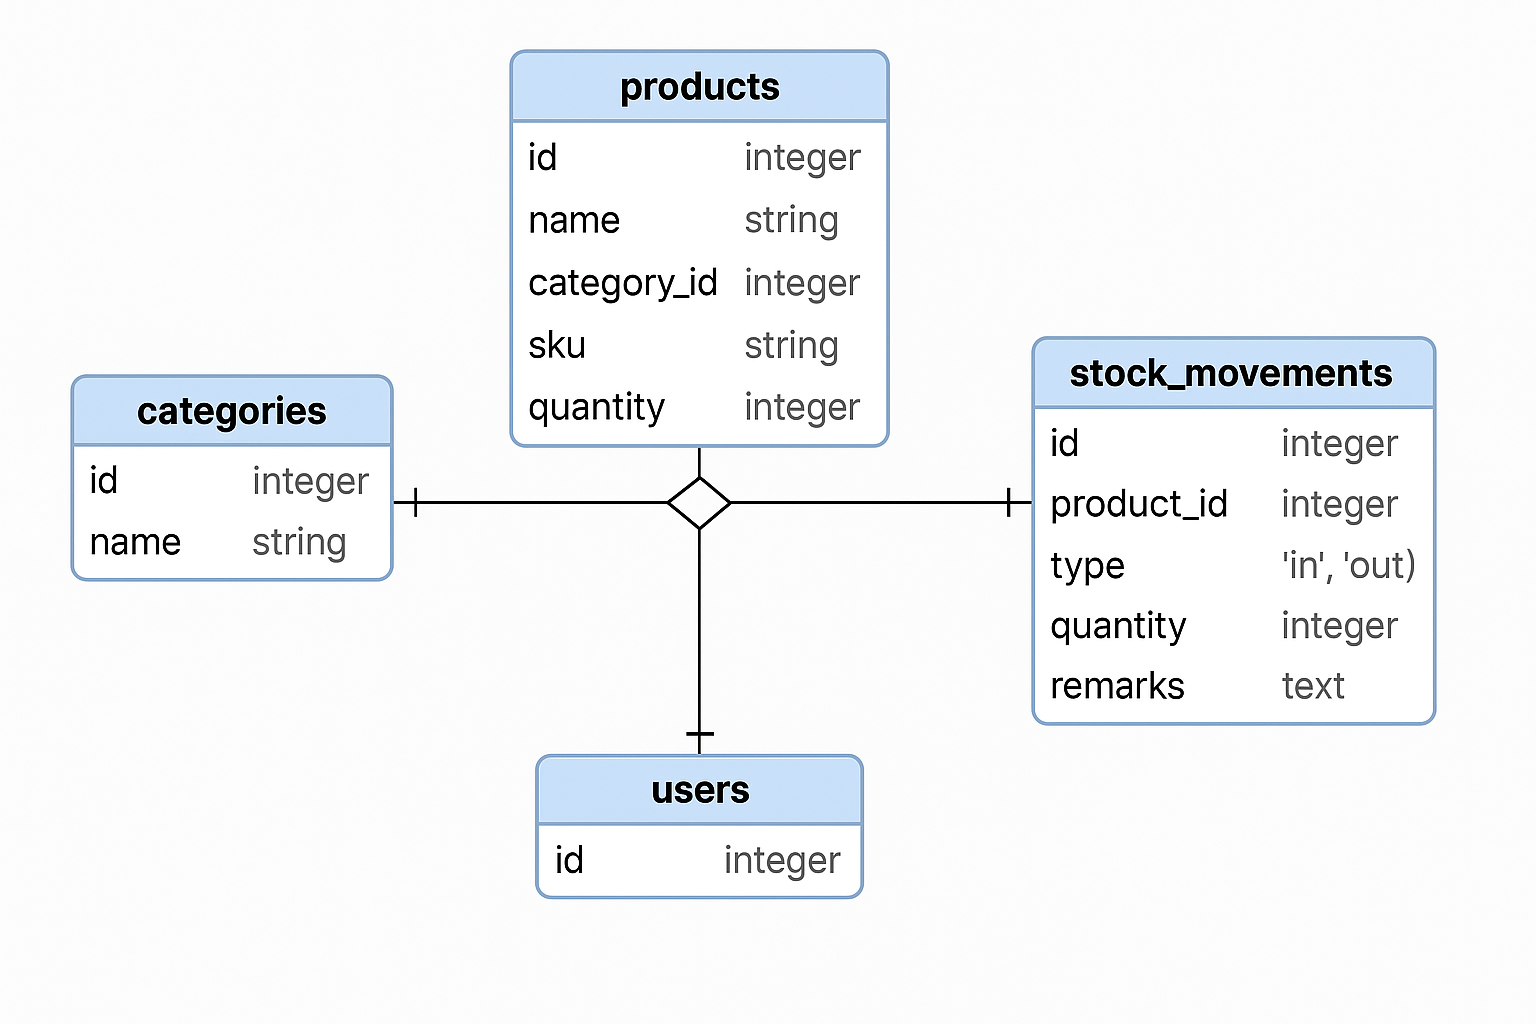 products
id integer
name string
category_id integer
sku string
quantity integer
categories
id integer
name string
stock_movements
id integer
product_id integer
type 'in', 'out)
quantity integer
remarks text
users
id integer